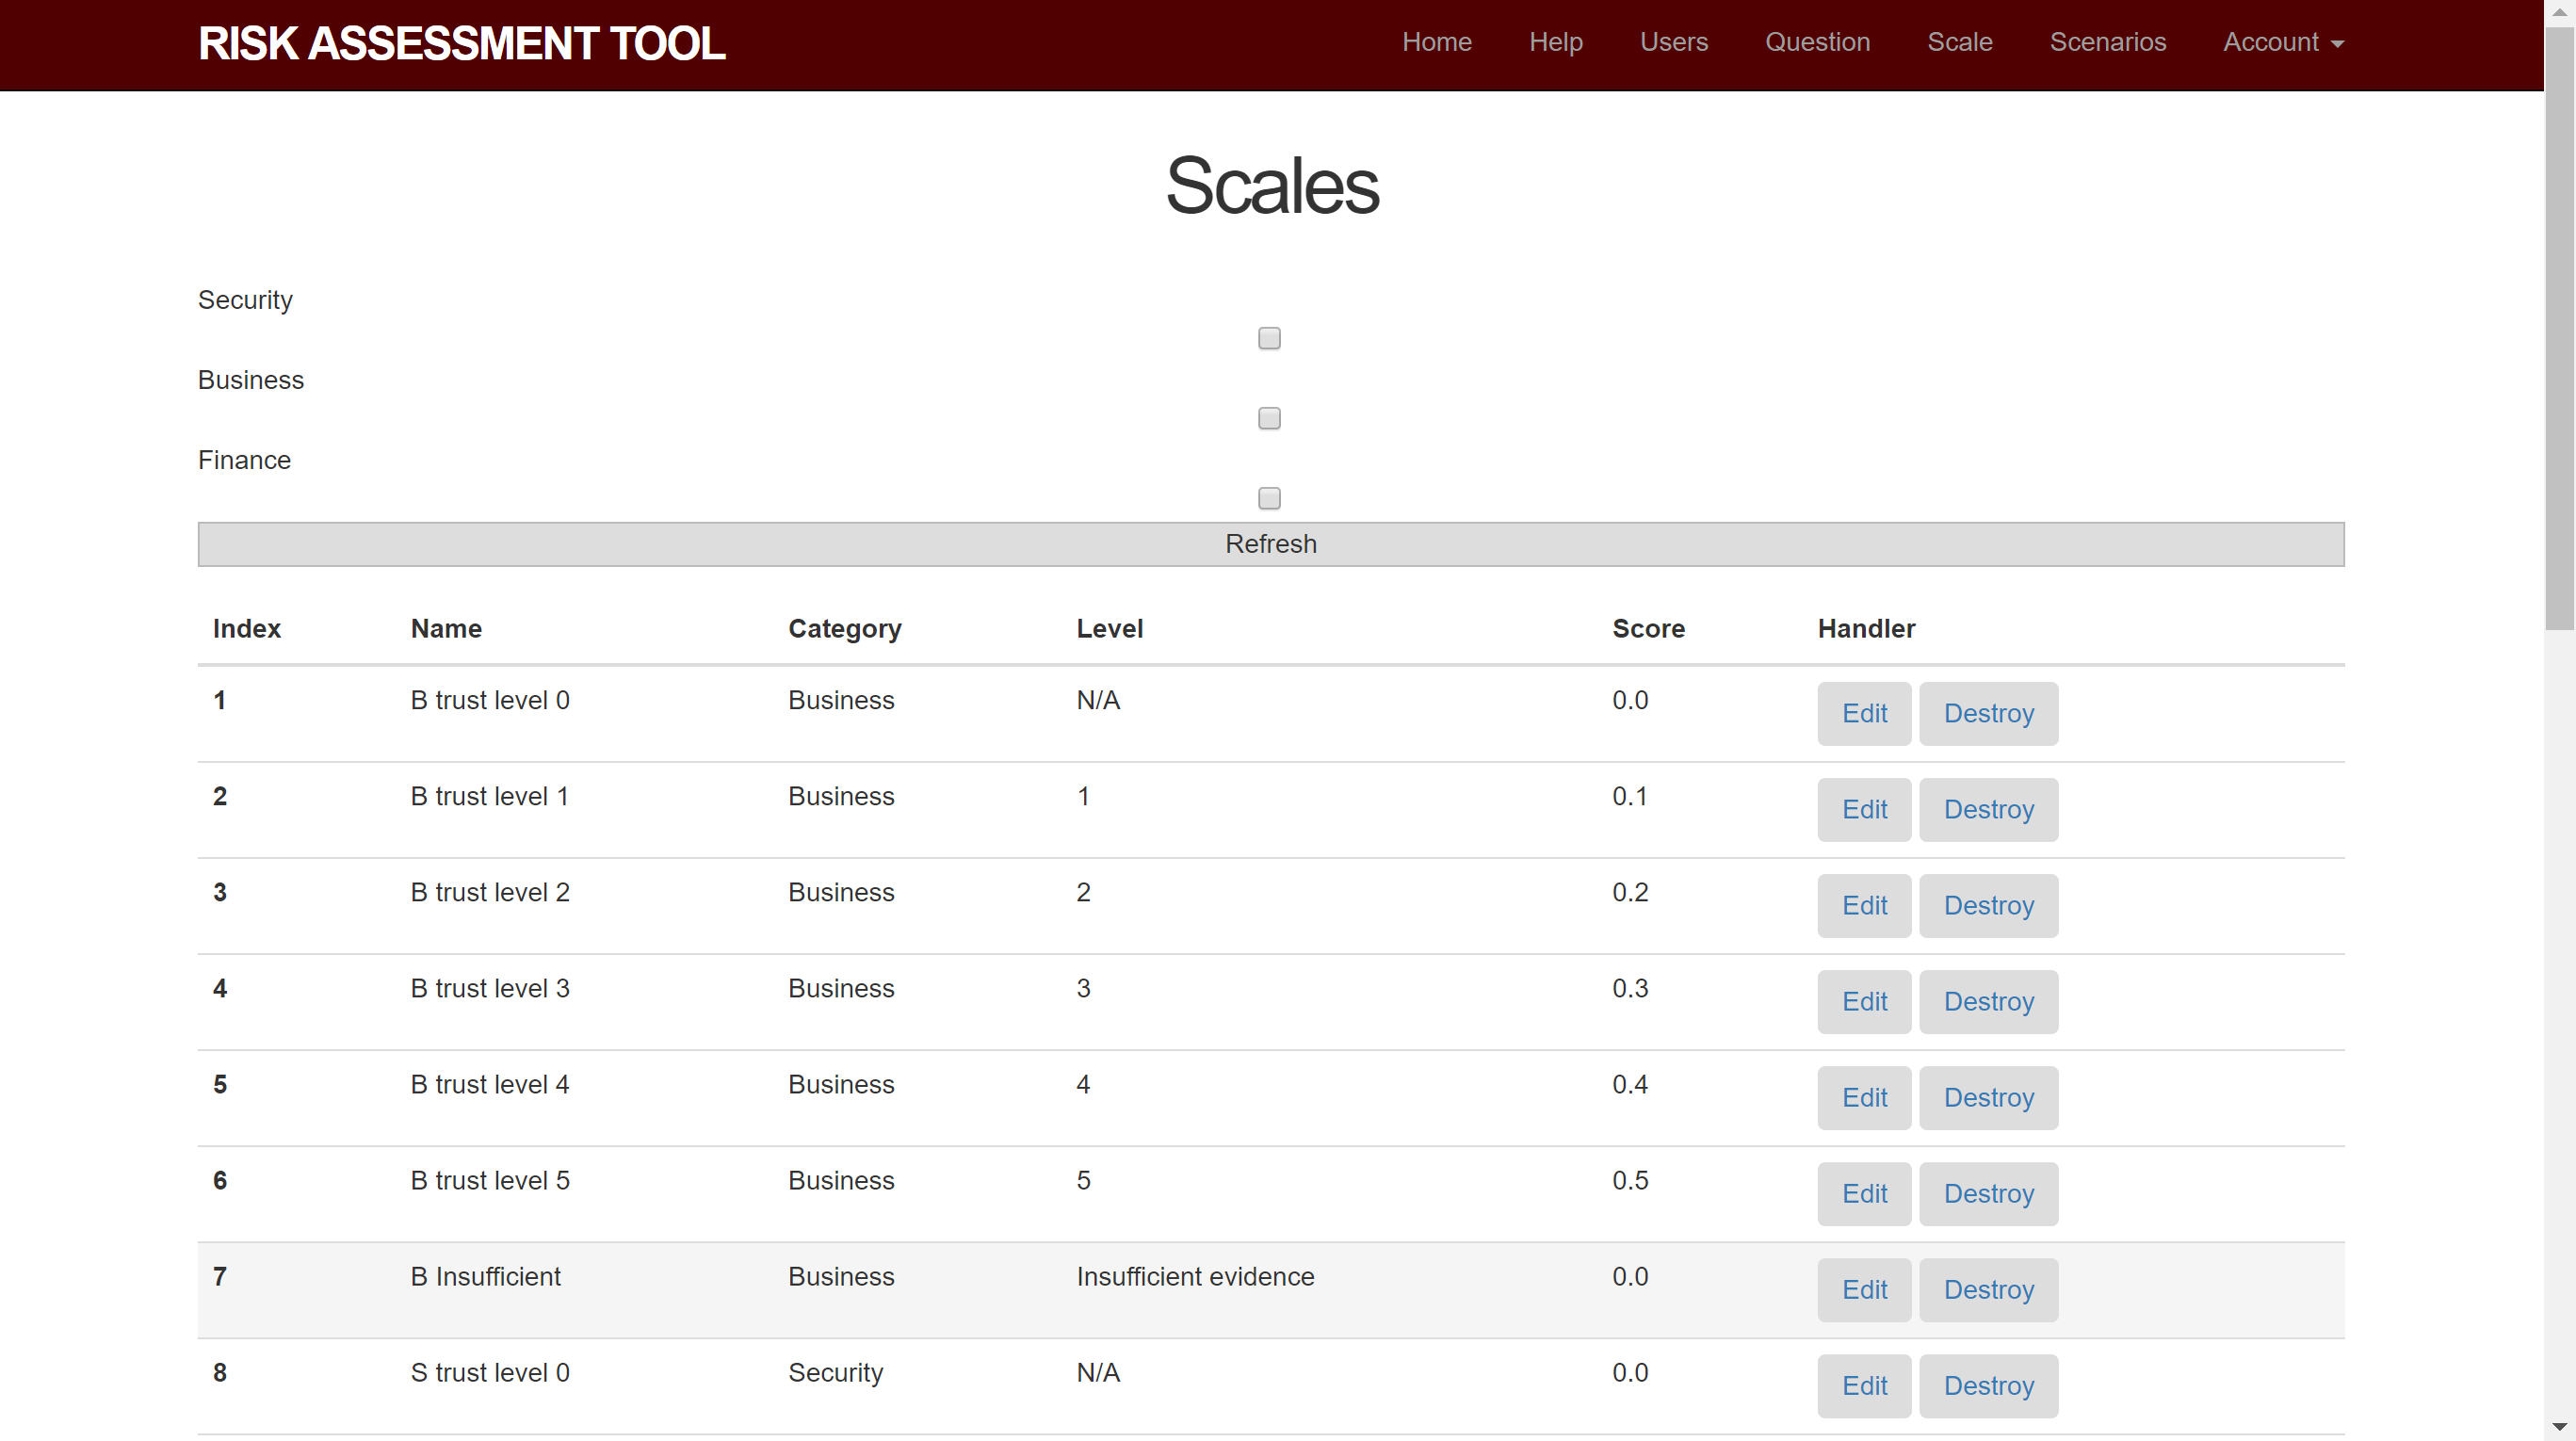 RISK ASSESSMENT TOOL Home Help Users Question Scale Scenarios Account
Scales
Security
Business
Finance
Refresh
Index Name Category Level Score Handler
1 B trust level 0 Business N/A 0.0 Edit Destroy
2 B trust level 1 Business 1 0.1 Edit Destroy
3 B trust level 2 Business 2 0.2 Edit Destroy
4 B trust level 3 Business 3 0.3 Edit Destroy
5 B trust level 4 Business 4 0.4 Edit Destroy
6 B trust level 5 Business 5 0.5 Edit Destroy
7 B Insufficient Business Insufficient evidence 0.0 Edit Destroy
8 S trust level 0 Security N/A 0.0 Edit Destroy